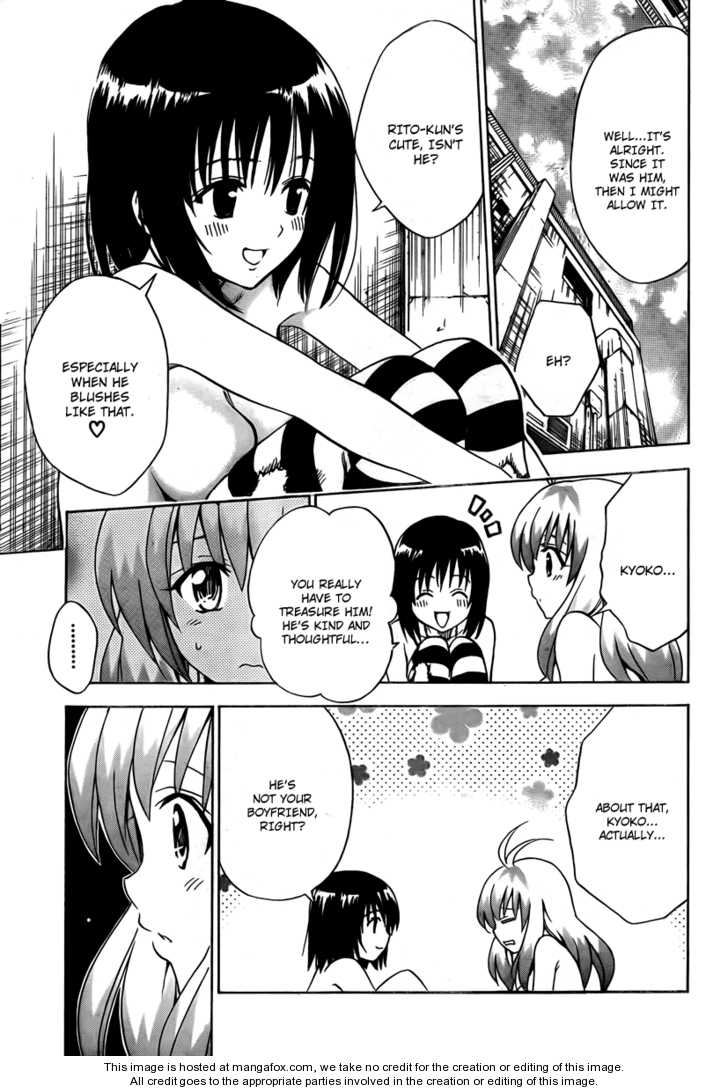 WELL...IT'S
ALRIGHT.
SINCE IT
WAS HIM,
THEN I MIGHT
ALLOW IT.
EH?
RITO-KUN'S
CUTE, ISN'T
HE?
ESPECIALLY
WHEN HE
BLUSHES
LIKE THAT.
♡
KYOKO...
YOU REALLY
HAVE TO
TREASURE HIM!
HE'S KIND AND
THOUGHTFUL...
.........
ABOUT THAT,
KYOKO...
ACTUALLY...
HE'S
NOT YOUR
BOYFRIEND,
RIGHT?
This image is hosted at mangafox.com, we take no credit for the creation or editing of this image.
All credit goes to the appropriate parties involved in the creation or editing of this image.